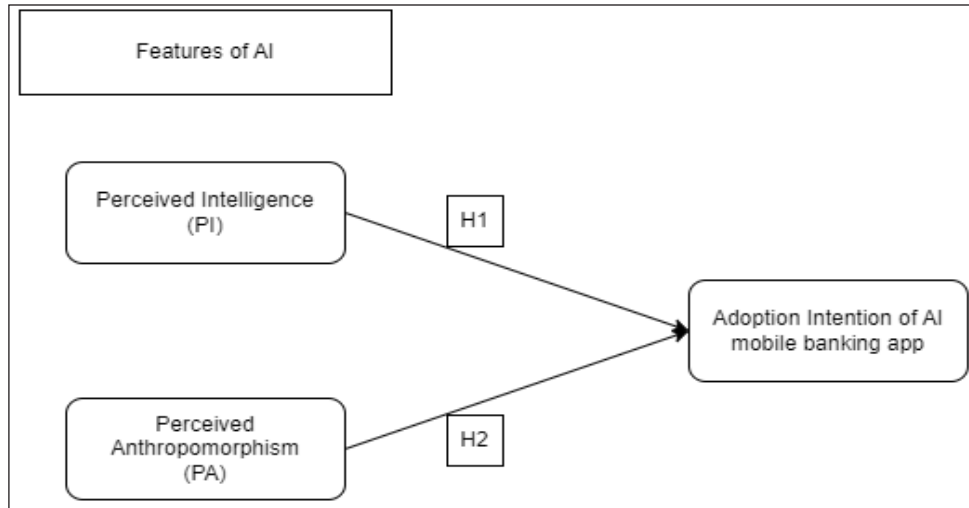 Features of AI
Perceived Intelligence
(PI)
H1
Adoption Intention of AI
mobile banking app
Perceived
Anthropomorphism
(PA)
H2